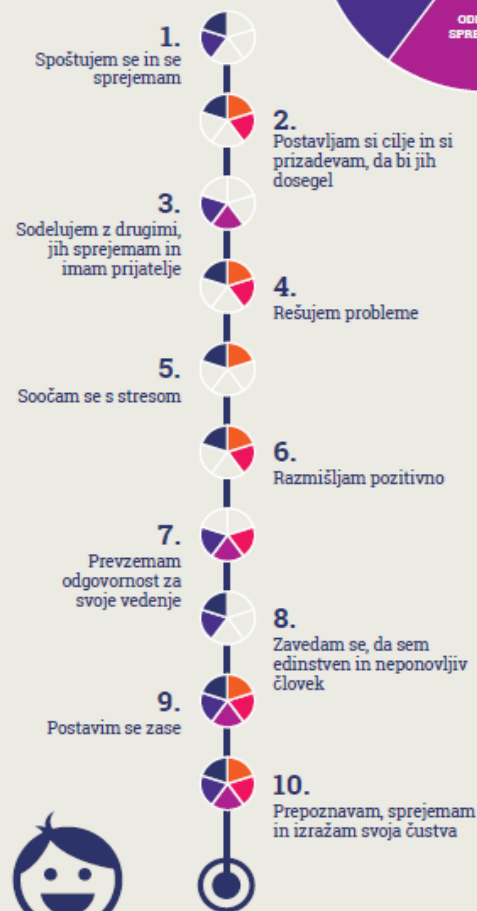 1.
Spoštujem se in se
sprejemam
2.
Postavljam si cilje in si
prizadevam, da bi jih
dosegel
3.
Sodelujem z drugimi,
jih sprejemam in
imam prijatelje
4.
Rešujem probleme
5.
Soočam se s stresom
6.
Razmišljam pozitivno
7.
Prevzemam
odgovornost za
svoje vedenje
8.
Zavedam se, da sem
edinstven in neponovljiv
človek
9.
Postavim se zase
10.
Prepoznavam, sprejemam
in izražam svoja čustva